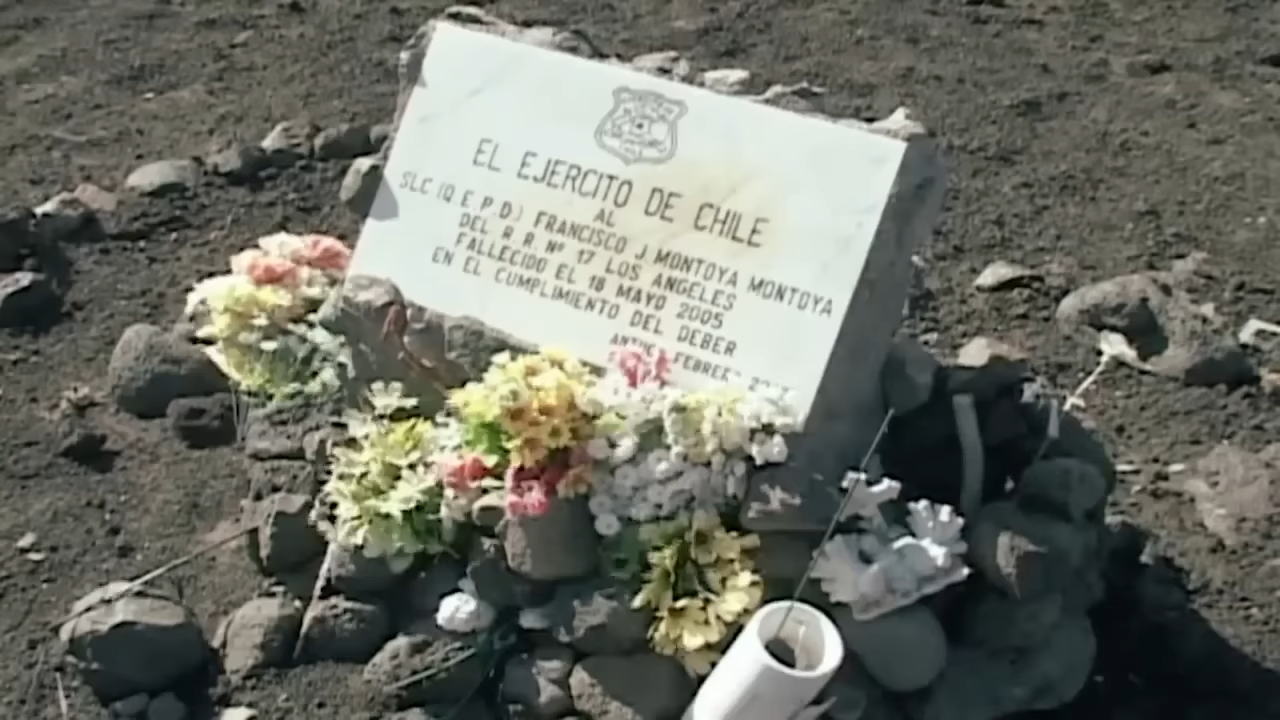 EL EJERCITO DE CHILE
AL
SLC (Q.E.P.D.) FRANCISCO J. MONTOYA MONTOYA
DEL R.R. Nº 17 LOS ANGELES
FALLECIDO EL 18 MAYO 2005
EN EL CUMPLIMIENTO DEL DEBER
FEBRERO